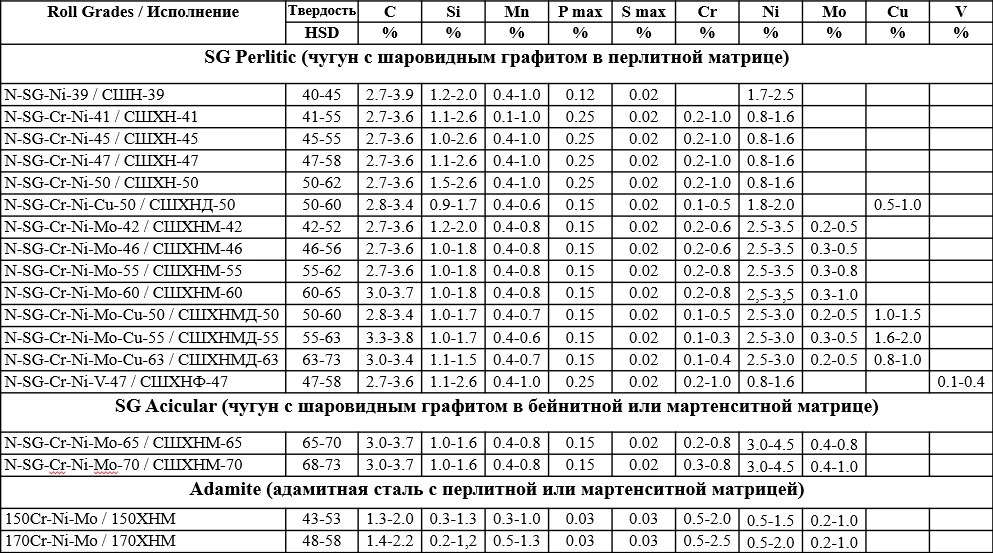 Roll Grades / Исполнение Твердость C Si Mn P max S max Cr Ni Mo Cu V
HSD % % % % % % % % % %
SG Perlitic (чугун с шаровидным графитом в перлитной матрице)
N-SG-Ni-39 / СШН-39 40-45 2.7-3.9 1.2-2.0 0.4-1.0 0.12 0.02 1.7-2.5
N-SG-Cr-Ni-41 / СШХН-41 41-55 2.7-3.6 1.1-2.6 0.1-1.0 0.25 0.02 0.2-1.0 0.8-1.6
N-SG-Cr-Ni-45 / СШХН-45 45-55 2.7-3.6 1.0-2.6 0.4-1.0 0.25 0.02 0.2-1.0 0.8-1.6
N-SG-Cr-Ni-47 / СШХН-47 47-58 2.7-3.6 1.1-2.6 0.4-1.0 0.25 0.02 0.2-1.0 0.8-1.6
N-SG-Cr-Ni-50 / СШХН-50 50-62 2.7-3.6 1.5-2.6 0.4-1.0 0.25 0.02 0.2-1.0 0.8-1.6
N-SG-Cr-Ni-Cu-50 / СШХНД-50 50-60 2.8-3.4 0.9-1.7 0.4-0.6 0.15 0.02 0.1-0.5 1.8-2.0 0.5-1.0
N-SG-Cr-Ni-Mo-42 / СШХНМ-42 42-52 2.7-3.6 1.2-2.0 0.4-0.8 0.15 0.02 0.2-0.6 2.5-3.5 0.2-0.5
N-SG-Cr-Ni-Mo-46 / СШХНМ-46 46-56 2.7-3.6 1.0-1.8 0.4-0.8 0.15 0.02 0.2-0.6 2.5-3.5 0.3-0.5
N-SG-Cr-Ni-Mo-55 / СШХНМ-55 55-62 2.7-3.6 1.0-1.8 0.4-0.8 0.15 0.02 0.2-0.8 2.5-3.5 0.3-0.8
N-SG-Cr-Ni-Mo-60 / СШХНМ-60 60-65 3.0-3.7 1.0-1.8 0.4-0.8 0.15 0.02 0.2-0.8 2,5-3,5 0.3-1.0
N-SG-Cr-Ni-Mo-Cu-50 / СШХНМД-50 50-60 2.8-3.4 1.0-1.7 0.4-0.7 0.15 0.02 0.1-0.5 2.5-3.0 0.2-0.5 1.0-1.5
N-SG-Cr-Ni-Mo-Cu-55 / СШХНМД-55 55-63 3.3-3.8 1.0-1.7 0.4-0.6 0.15 0.02 0.1-0.3 2.5-3.0 0.3-0.5 1.6-2.0
N-SG-Cr-Ni-Mo-Cu-63 / СШХНМД-63 63-73 3.0-3.4 1.1-1.5 0.4-0.7 0.15 0.02 0.1-0.4 2.5-3.0 0.2-0.5 0.8-1.0
N-SG-Cr-Ni-V-47 / СШХНФ-47 47-58 2.7-3.6 1.1-2.6 0.4-1.0 0.25 0.02 0.2-1.0 0.8-1.6 0.1-0.4
SG Acicular (чугун с шаровидным графитом в бейнитной или мартенситной матрице)
N-SG-Cr-Ni-Mo-65 / СШХНМ-65 65-70 3.0-3.7 1.0-1.6 0.4-0.8 0.15 0.02 0.2-0.8 3.0-4.5 0.4-0.8
N-SG-Cr-Ni-Mo-70 / СШХНМ-70 68-73 3.0-3.7 1.0-1.6 0.4-0.8 0.15 0.02 0.3-0.8 3.0-4.5 0.4-1.0
Adamite (адамитная сталь с перлитной или мартенситной матрицей)
150Cr-Ni-Mo / 150ХНМ 43-53 1.3-2.0 0.3-1.3 0.3-1.0 0.03 0.03 0.5-2.0 0.5-1.5 0.2-1.0
170Cr-Ni-Mo / 170ХНМ 48-58 1.4-2.2 0.2-1,2 0.5-1.3 0.03 0.03 0.5-2.5 0.5-2.0 0.2-1.0